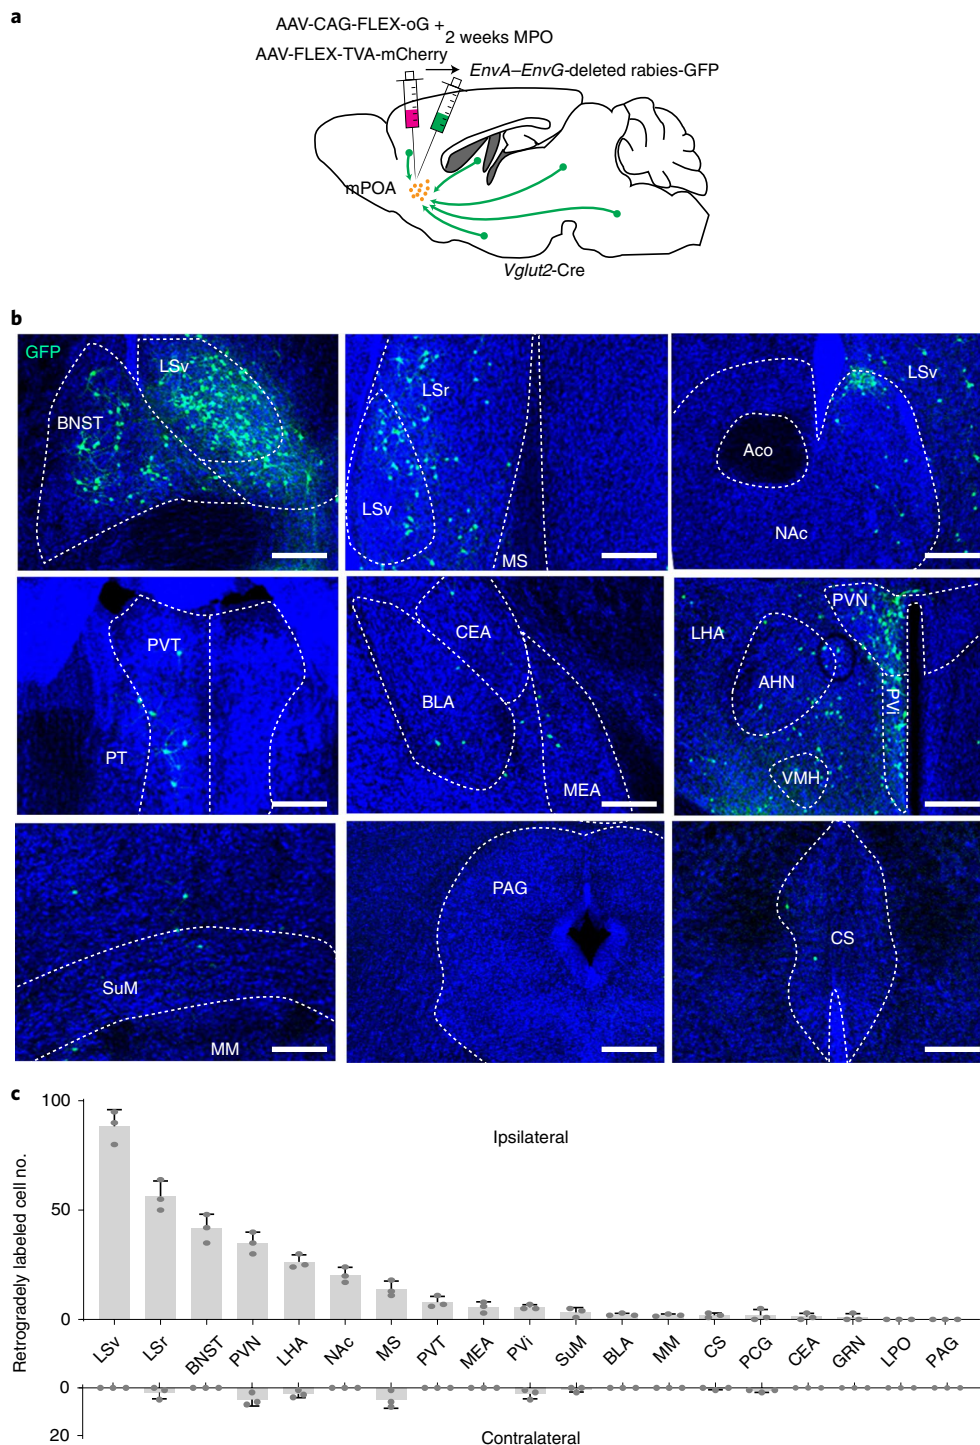 a
AAV-CAG-FLEX-oG +
2 weeks MPO
AAV-FLEX-TVA-mCherry
EnvA–EnvG-deleted rabies-GFP
mPOA
Vglut2-Cre
b
GFP
LSv
BNST
LSr
LSv
MS
LSv
Aco
NAc
PVT
PT
CEA
BLA
MEA
PVN
LHA
AHN
PVi
VMH
SuM
MM
PAG
CS
c
Retrogradely labeled cell no.
100
50
0
Ipsilateral
LSv LSr BNST PVN LHA NAc MS PVT MEA PVi SuM BLA MM CS PCG CEA GRN LPO PAG
0
20
Contralateral